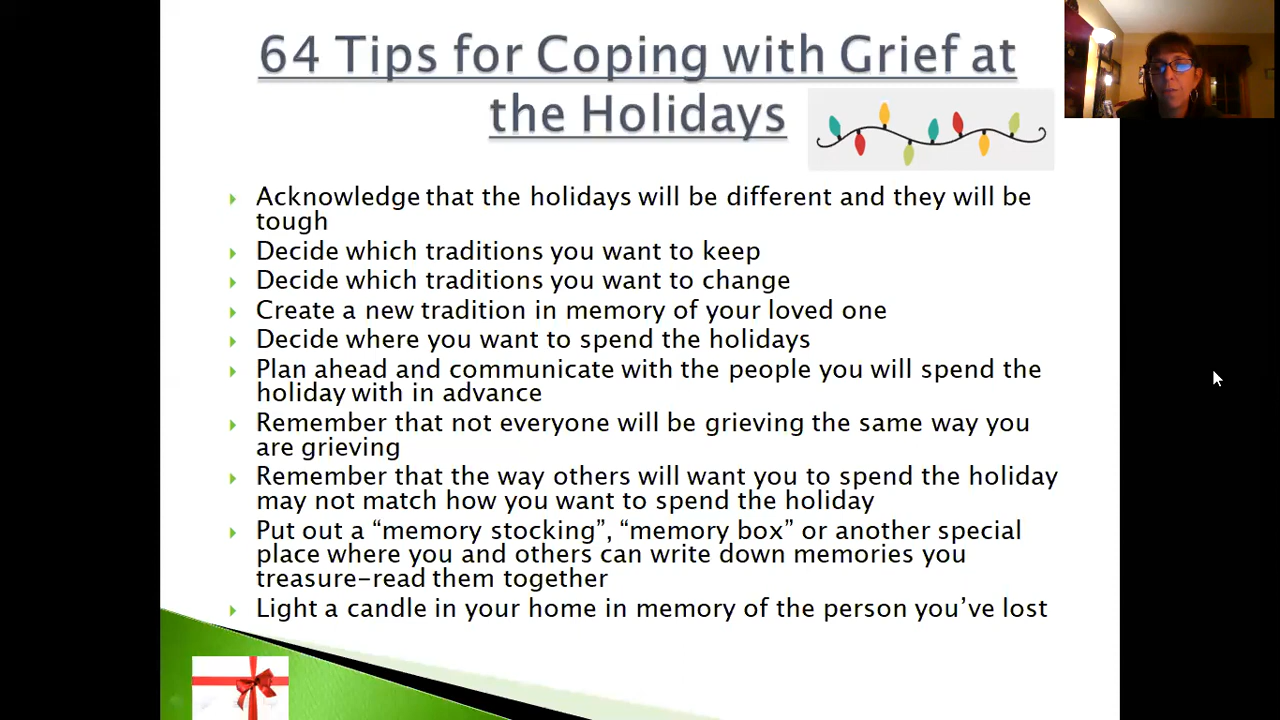 64 Tips for Coping with Grief at
the Holidays
Acknowledge that the holidays will be different and they will be
tough
Decide which traditions you want to keep
Decide which traditions you want to change
Create a new tradition in memory of your loved one
Decide where you want to spend the holidays
Plan ahead and communicate with the people you will spend the
holiday with in advance
Remember that not everyone will be grieving the same way you
are grieving
Remember that the way others will want you to spend the holiday
may not match how you want to spend the holiday
Put out a “memory stocking”, “memory box” or another special
place where you and others can write down memories you
treasure-read them together
Light a candle in your home in memory of the person you’ve lost